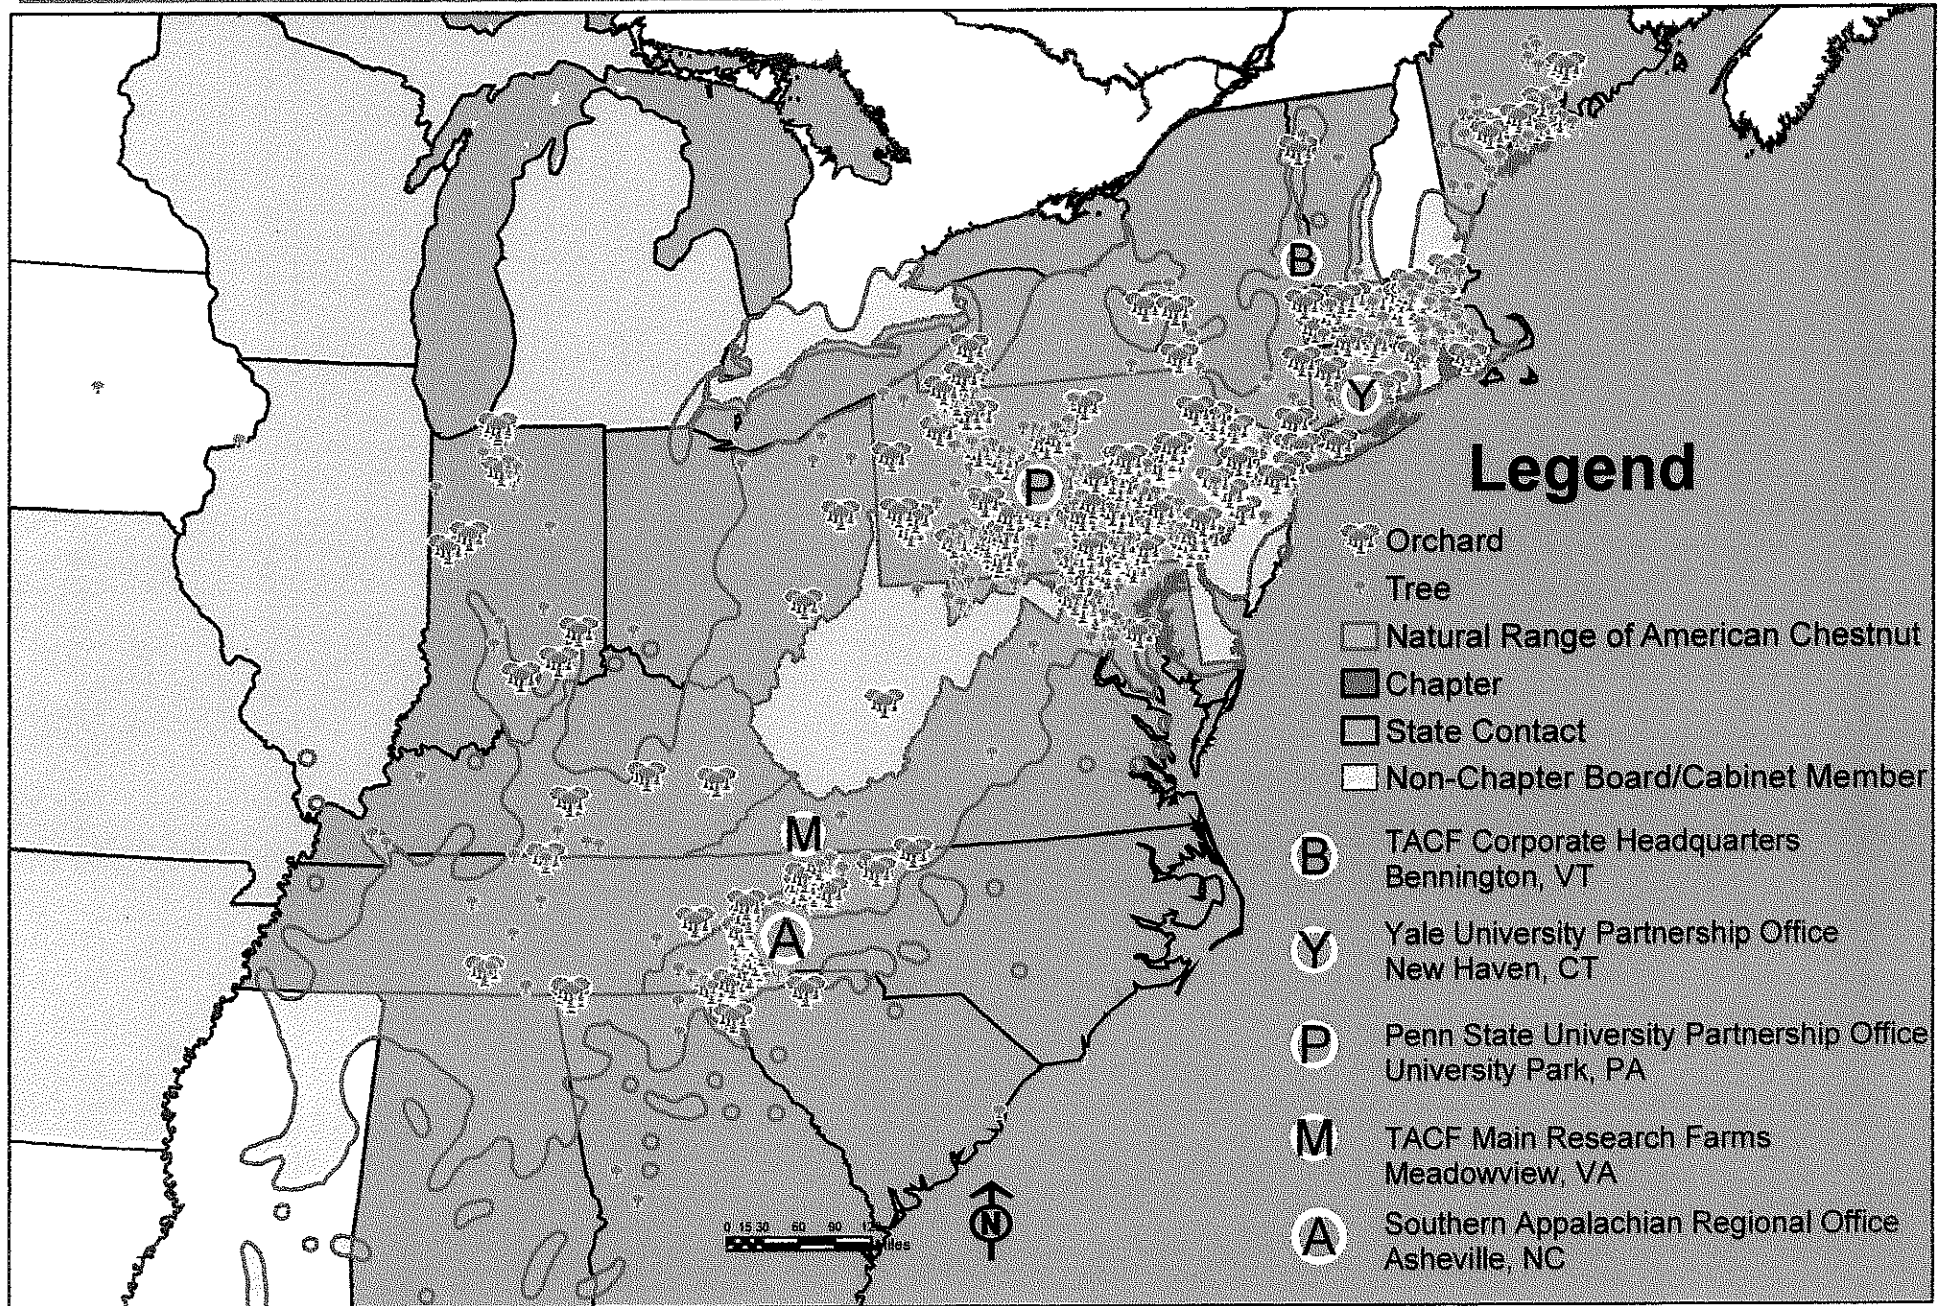 B
Y
P
M
A
Legend
Orchard
Tree
Natural Range of American Chestnut
Chapter
State Contact
Non-Chapter Board/Cabinet Member
B TACF Corporate Headquarters
Bennington, VT
Y Yale University Partnership Office
New Haven, CT
P Penn State University Partnership Office
University Park, PA
M TACF Main Research Farms
Meadowview, VA
A Southern Appalachian Regional Office
Asheville, NC
0 15 30 60 90
N